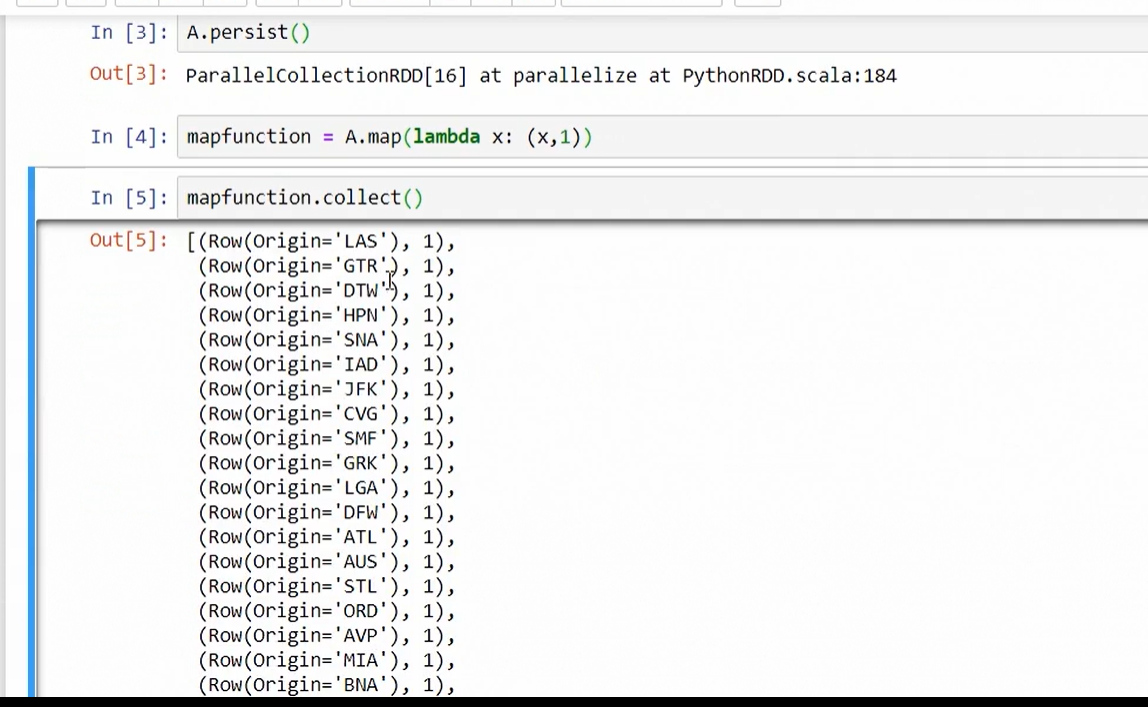 In [3]: A.persist()
Out[3]: ParallelCollectionRDD[16] at parallelize at PythonRDD.scala:184
In [4]: mapfunction = A.map(lambda x: (x,1))
In [5]: mapfunction.collect()
Out[5]: [(Row(Origin='LAS'), 1),
(Row(Origin='GTR'), 1),
(Row(Origin='DTW'), 1),
(Row(Origin='HPN'), 1),
(Row(Origin='SNA'), 1),
(Row(Origin='IAD'), 1),
(Row(Origin='JFK'), 1),
(Row(Origin='CVG'), 1),
(Row(Origin='SMF'), 1),
(Row(Origin='GRK'), 1),
(Row(Origin='LGA'), 1),
(Row(Origin='DFW'), 1),
(Row(Origin='ATL'), 1),
(Row(Origin='AUS'), 1),
(Row(Origin='STL'), 1),
(Row(Origin='ORD'), 1),
(Row(Origin='AVP'), 1),
(Row(Origin='MIA'), 1),
(Row(Origin='BNA'), 1),